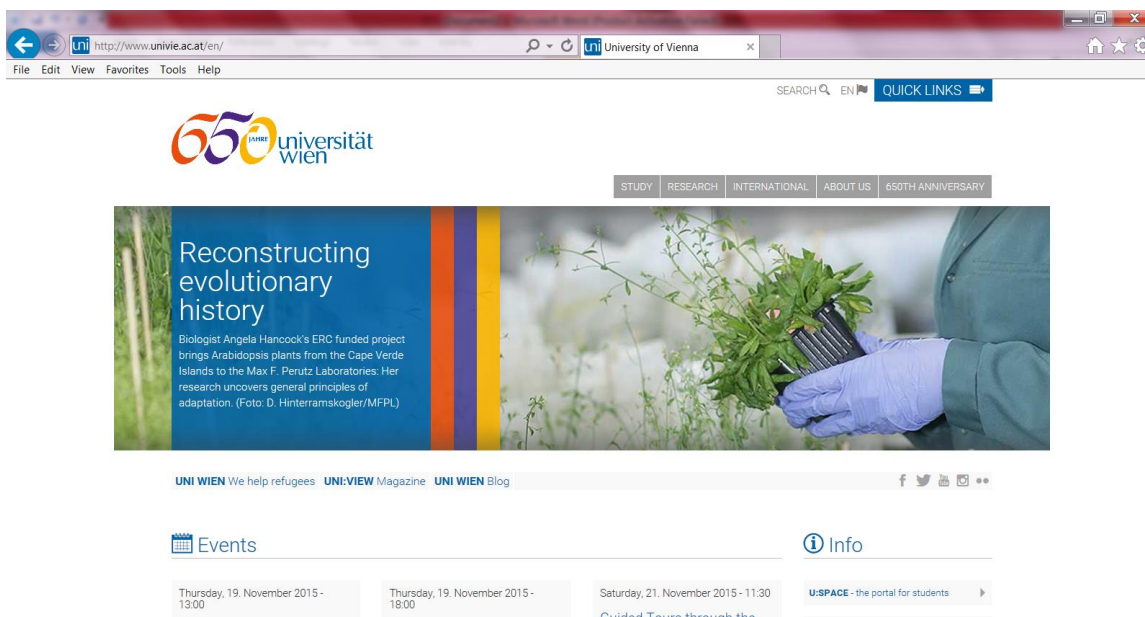 http://www.univie.ac.at/en/
uni University of Vienna
File Edit View Favorites Tools Help
SEARCH EN QUICK LINKS
650 JAHRE universität
wien
STUDY RESEARCH INTERNATIONAL ABOUT US 650TH ANNIVERSARY
Reconstructing
evolutionary
history
Biologist Angela Hancock's ERC funded project
brings Arabidopsis plants from the Cape Verde
Islands to the Max F. Perutz Laboratories: Her
research uncovers general principles of
adaptation. (Foto: D. Hinterramskogler/MFPL)
UNI WIEN We help refugees UNI:VIEW Magazine UNI WIEN Blog
Events
Thursday, 19. November 2015 -
13:00
Thursday, 19. November 2015 -
18:00
Saturday, 21. November 2015 - 11:30
Guided Tours through the
Info
U:SPACE - the portal for students